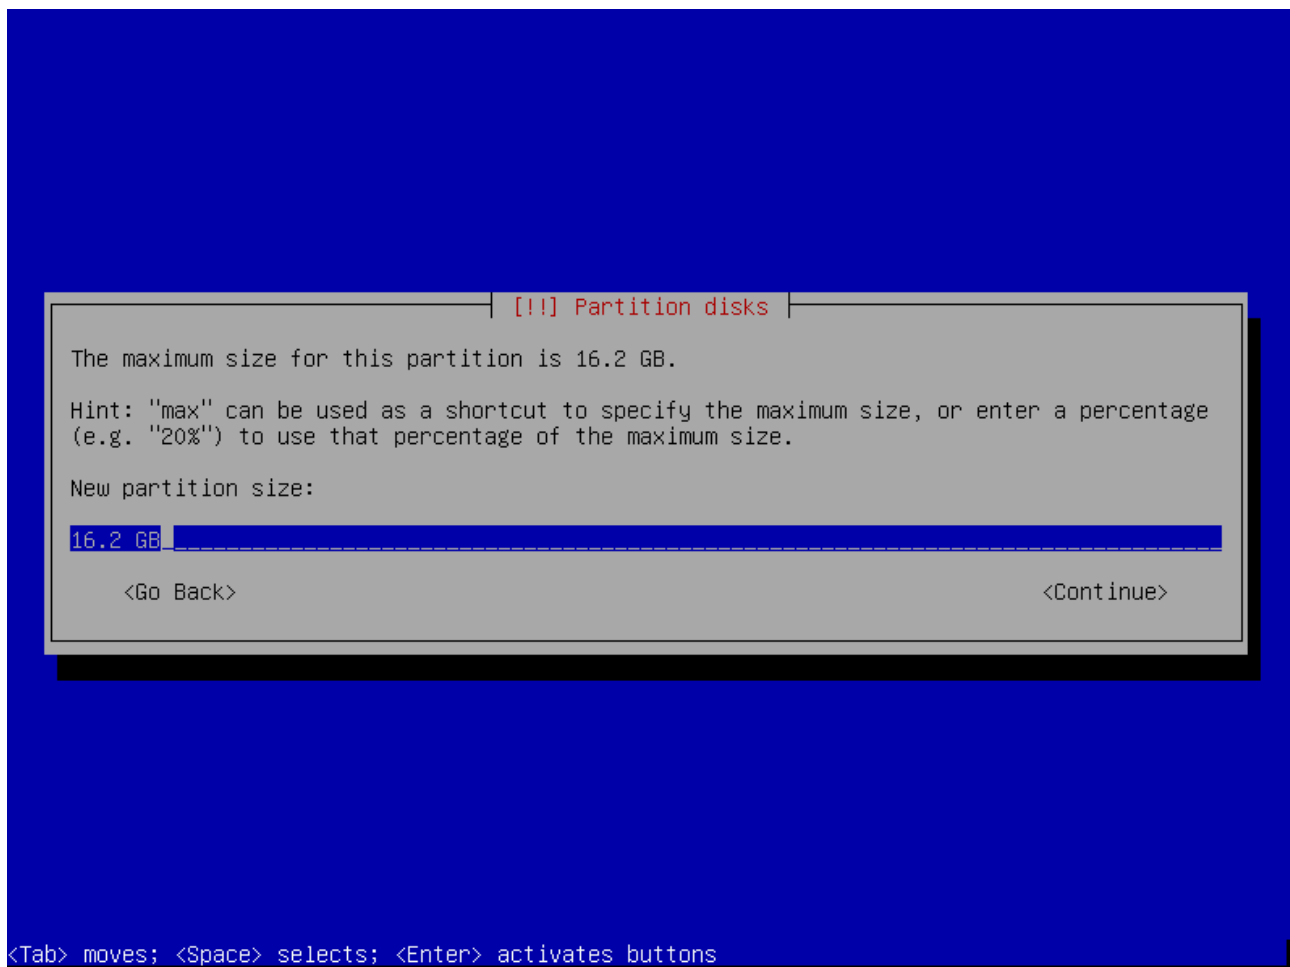 [!!] Partition disks
The maximum size for this partition is 16.2 GB.
Hint: "max" can be used as a shortcut to specify the maximum size, or enter a percentage
(e.g. "20%") to use that percentage of the maximum size.
New partition size:
16.2 GB
<Go Back> <Continue>
<Tab> moves; <Space> selects; <Enter> activates buttons